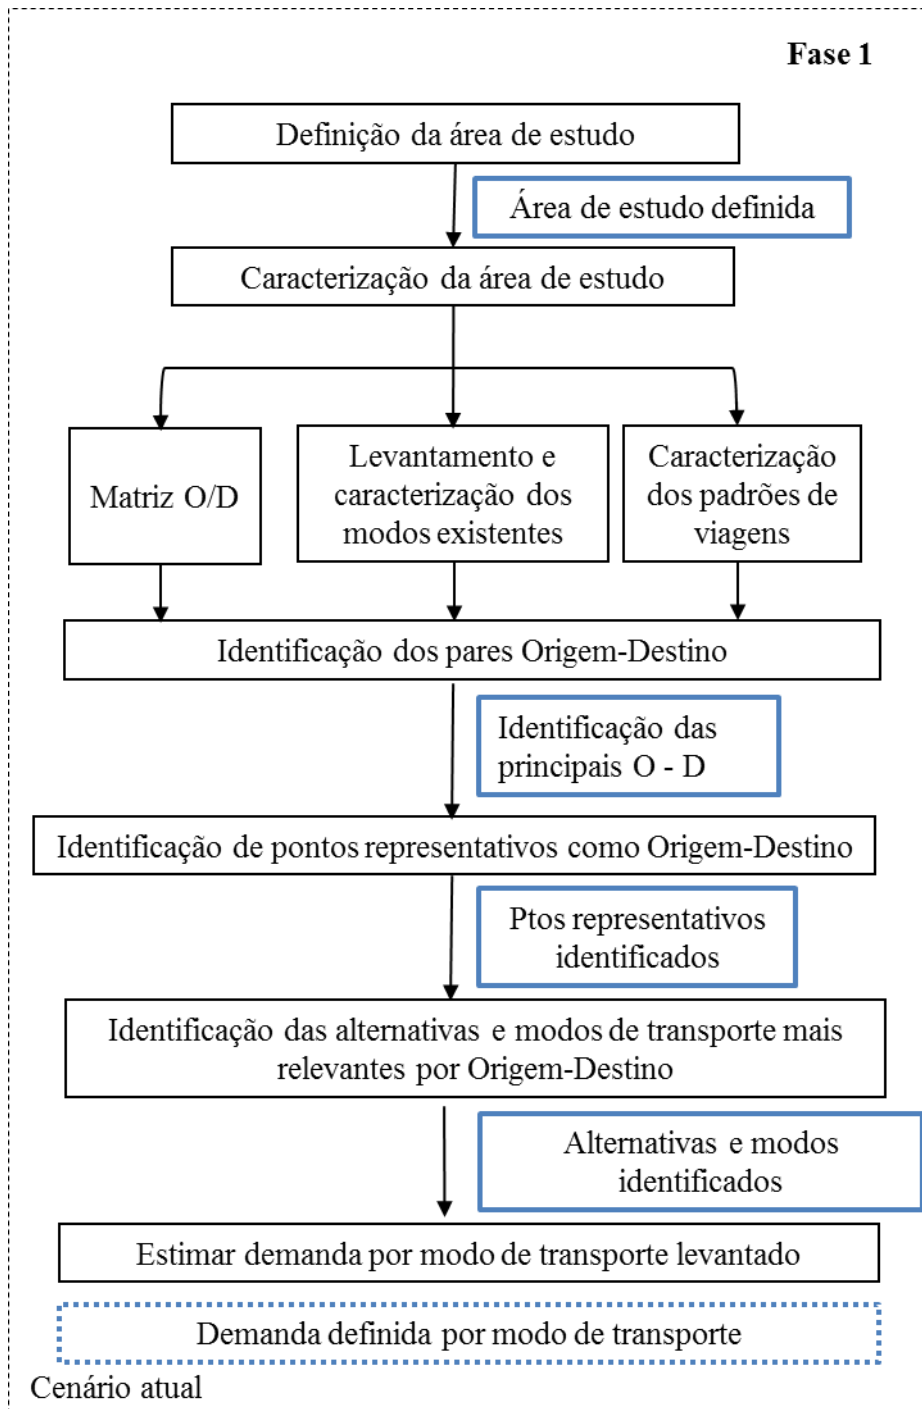 Fase 1
Definição da área de estudo
Área de estudo definida
Caracterização da área de estudo
Matriz O/D
Levantamento e
caracterização dos
modos existentes
Caracterização
dos padrões de
viagens
Identificação dos pares Origem-Destino
Identificação das
principais O - D
Identificação de pontos representativos como Origem-Destino
Ptos representativos
identificados
Identificação das alternativas e modos de transporte mais
relevantes por Origem-Destino
Alternativas e modos
identificados
Estimar demanda por modo de transporte levantado
Demanda definida por modo de transporte
Cenário atual